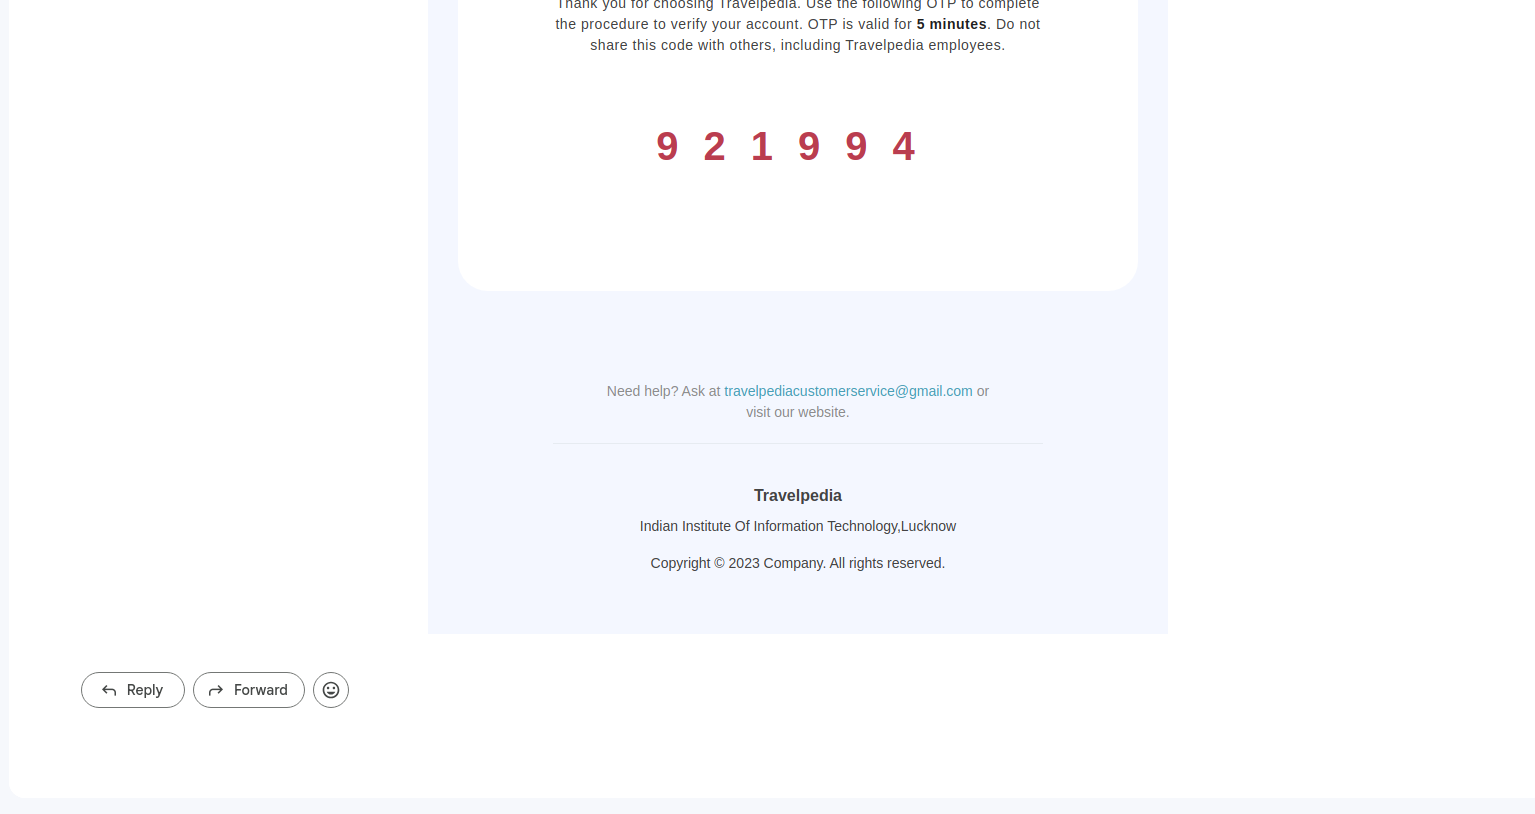 Thank you for choosing Travelpedia. Use the following OTP to complete
the procedure to verify your account. OTP is valid for 5 minutes. Do not
share this code with others, including Travelpedia employees.
9 2 1 9 9 4
Need help? Ask at travelpediacustomerservice@gmail.com or
visit our website.
Travelpedia
Indian Institute Of Information Technology,Lucknow
Copyright © 2023 Company. All rights reserved.
Reply
Forward